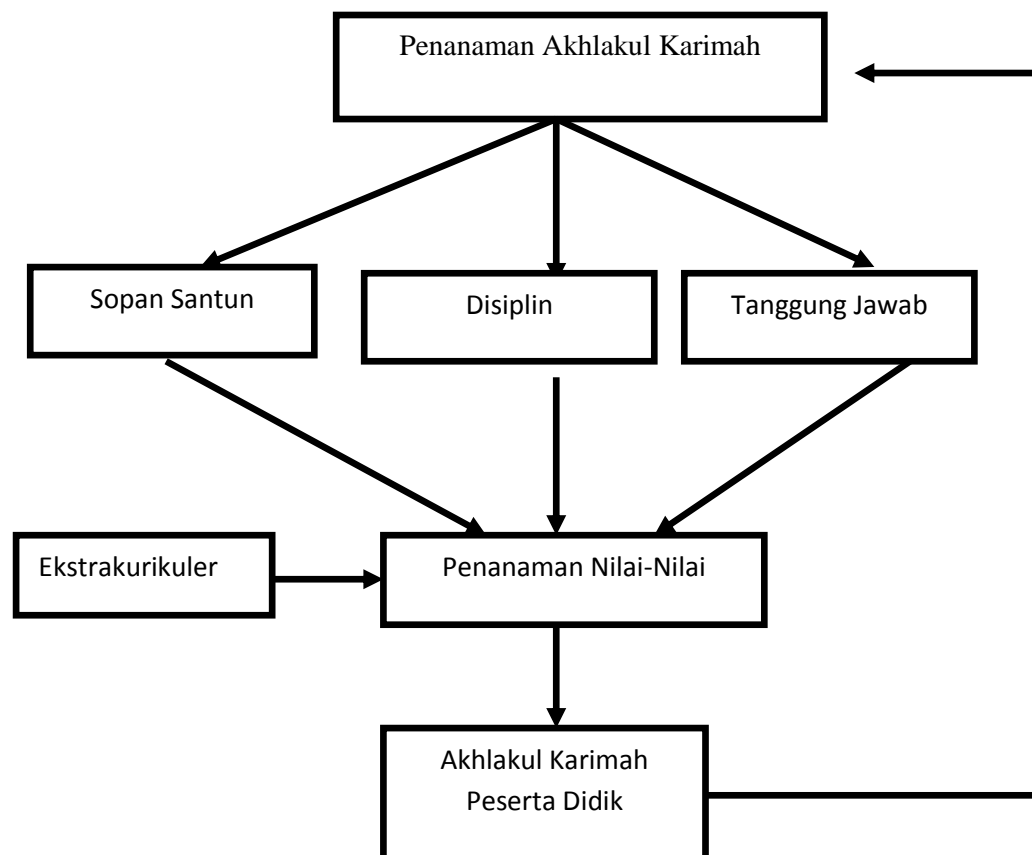 Penanaman Akhlakul Karimah
Sopan Santun
Disiplin
Tanggung Jawab
Ekstrakurikuler
Penanaman Nilai-Nilai
Akhlakul Karimah
Peserta Didik